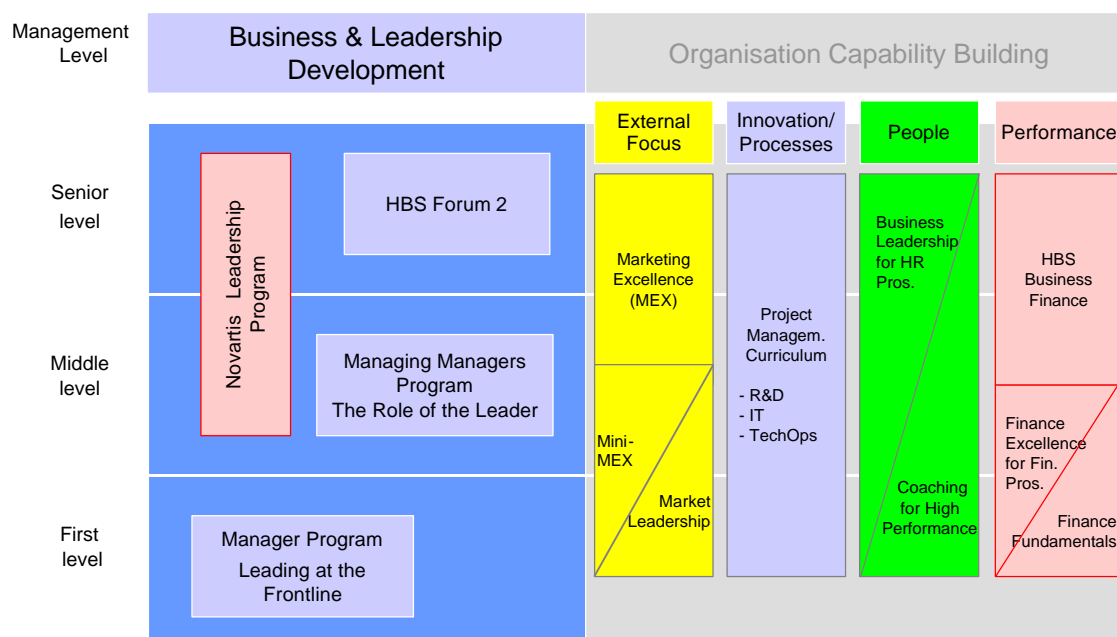 Management
Level
Business & Leadership
Development
Organisation Capability Building
External
Focus
Innovation/
Processes
People
Performance
Senior
level
Novartis Leadership
Program
HBS Forum 2
Marketing
Excellence
(MEX)
Business
Leadership
for HR
Pros.
HBS
Business
Finance
Middle
level
Managing Managers
Program
The Role of the Leader
Project
Managem.
Curriculum
- R&D
- IT
- TechOps
Mini-
MEX
Market
Leadership
Coaching
for High
Performance
Finance
Excellence
for Fin.
Pros.
Finance
Fundamentals
First
level
Manager Program
Leading at the
Frontline